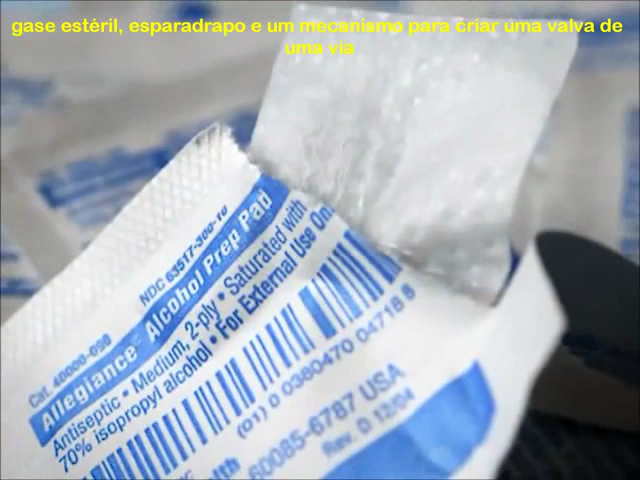 gase estéril, esparadrapo e um mecanismo para criar uma valva de
uma via
NDC 63517-300-10
Cat. 40000-090
Allegiance Alcohol Prep Pad
Antiseptic • Medium, 2-ply • Saturated with
70% isopropyl alcohol • For External Use On
(01) 0 0380470 04718 8
lth
60085-6787 USA
Rev. D 12/04